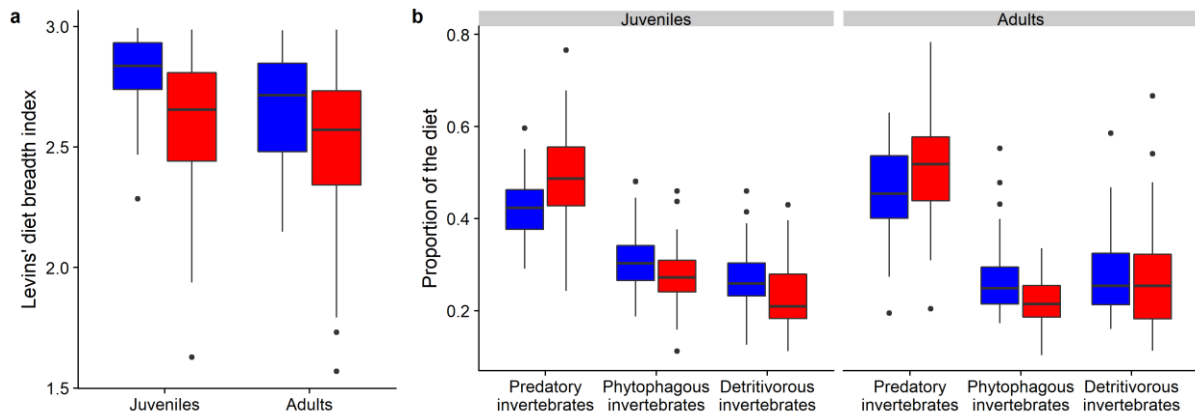 a
Levins' diet breadth index
3.0
2.5
2.0
1.5
Juveniles
Adults
b
Proportion of the diet
0.8
0.6
0.4
0.2
Juveniles
Predatory
invertebrates
Phytophagous
invertebrates
Detritivorous
invertebrates
Adults
Predatory
invertebrates
Phytophagous
invertebrates
Detritivorous
invertebrates